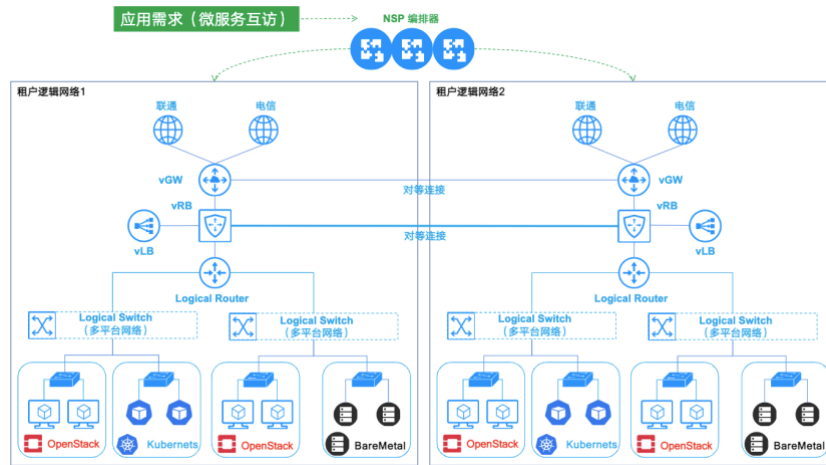 应用需求（微服务互访）
NSP 编排器
租户逻辑网络1
联通
电信
vGW
vRB
vLB
Logical Router
Logical Switch
（多平台网络）
Logical Switch
（多平台网络）
OpenStack
Kubernets
OpenStack
BareMetal
对等连接
对等连接
租户逻辑网络2
联通
电信
vGW
vRB
vLB
Logical Router
Logical Switch
（多平台网络）
Logical Switch
（多平台网络）
OpenStack
Kubernets
OpenStack
BareMetal